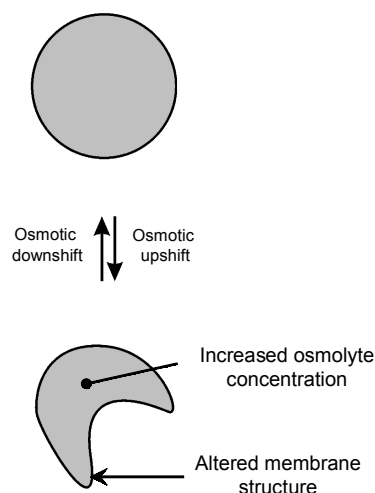 Osmotic
downshift
Osmotic
upshift
Increased osmolyte
concentration
Altered membrane
structure